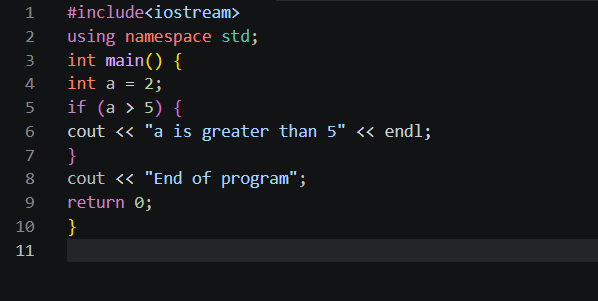 1 #include<iostream>
2 using namespace std;
3 int main() {
4 int a = 2;
5 if (a > 5) {
6 cout << "a is greater than 5" << endl;
7 }
8 cout << "End of program";
9 return 0;
10 }
11